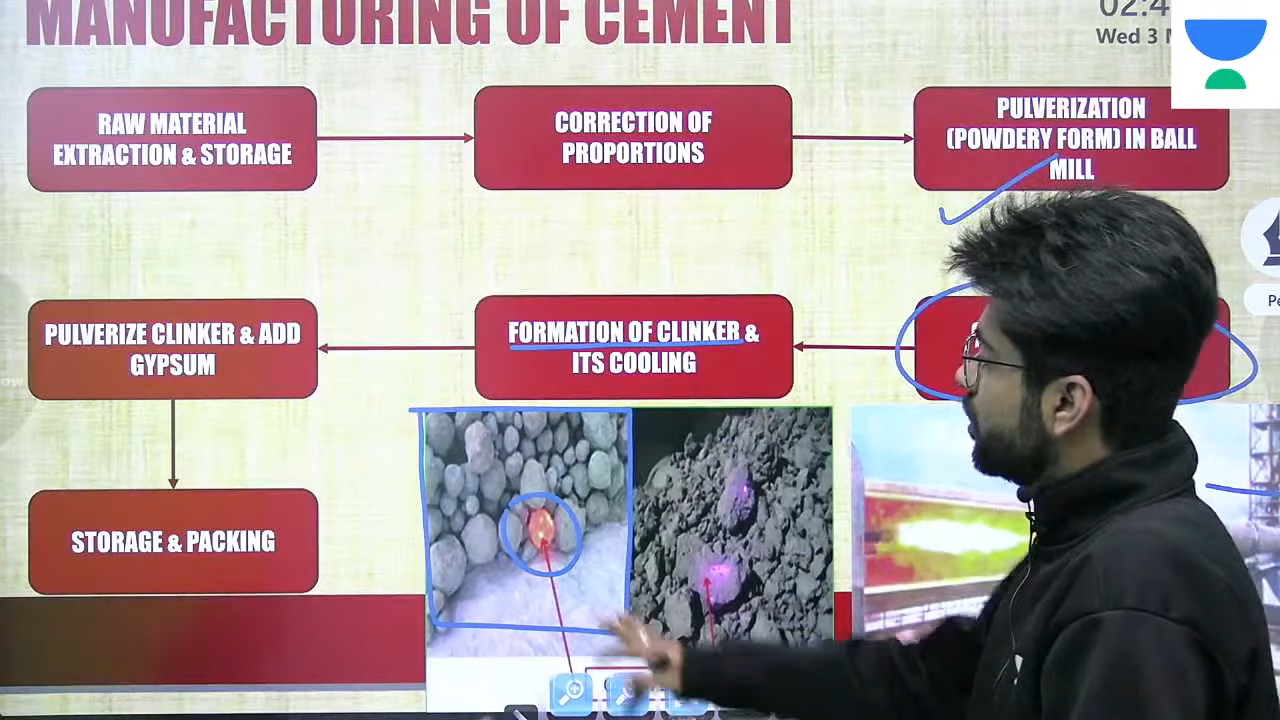 MANUFACTURING OF CEMENT
02:4
Wed 3
RAW MATERIAL
EXTRACTION & STORAGE
CORRECTION OF
PROPORTIONS
PULVERIZATION
(POWDERY FORM) IN BALL
MILL
PULVERIZE CLINKER & ADD
GYPSUM
FORMATION OF CLINKER &
ITS COOLING
Pe
STORAGE & PACKING